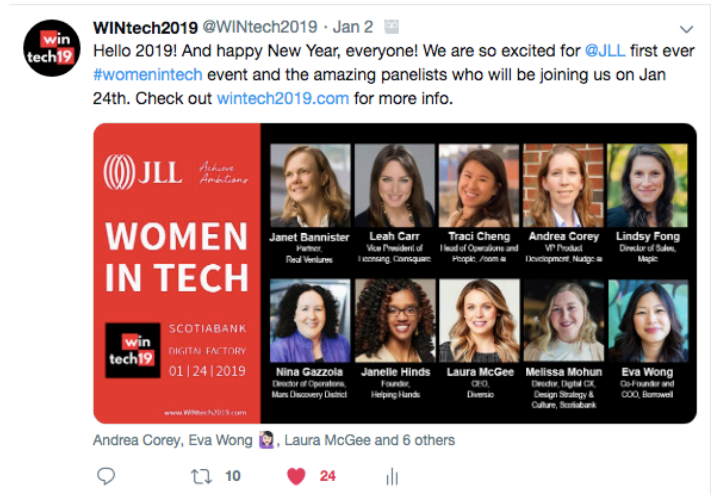 WINtech2019 @WINtech2019 · Jan 2
win
tech19
Hello 2019! And happy New Year, everyone! We are so excited for @JLL first ever
#womenintech event and the amazing panelists who will be joining us on Jan
24th. Check out wintech2019.com for more info.
JLL
Achieve
Ambitions
WOMEN
IN TECH
win
tech19
SCOTIABANK
DIGITAL FACTORY
01 | 24 | 2019
www.WINtech2019.com
Janet Bannister
Partner,
Real Ventures
Leah Carr
Vice President of
Licensing, Comsquare
Traci Cheng
Head of Operations and
People, Zoom ai
Andrea Corey
VP Product
Development, Nudge ai
Lindsy Fong
Director of Sales,
Maple
Nina Gazzola
Director of Operations,
Mars Discovery District
Janelle Hinds
Founder,
Helping Hands
Laura McGee
CEO,
Diversio
Melissa Mohun
Director, Digital CX,
Design Strategy &
Culture, Scotiabank
Eva Wong
Co-Founder and
COO, Borrowell
Andrea Corey, Eva Wong 🙋🏻‍♀️, Laura McGee and 6 others
10
24